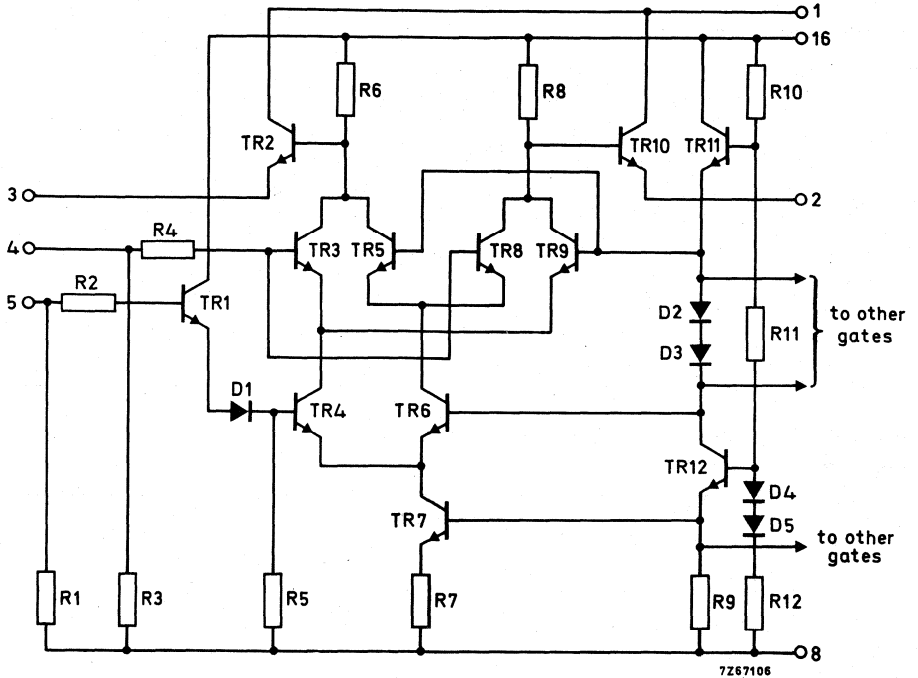 1
16
R6
R8
R10
TR2
TR10
TR11
3
2
R4
4
TR3
TR5
TR8
TR9
R2
5
TR1
D2
to other
gates
R11
D3
D1
TR4
TR6
TR12
D4
TR7
D5
to other
gates
R1
R3
R5
R7
R9
R12
8
7Z67106